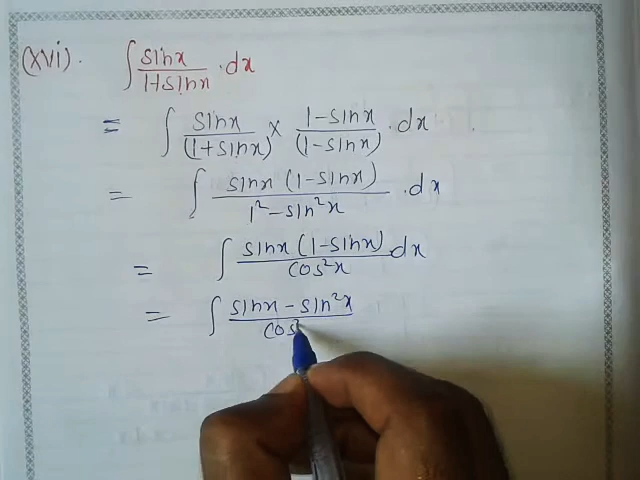 (xvi). ∫ sinx / 1+sinx . dx
= ∫ sinx / (1+sinx) × 1-sinx / (1-sinx) . dx
= ∫ sinx (1-sinx) / 1² - sin²x . dx
= ∫ sinx (1-sinx) / cos²x . dx
= ∫ sinx - sin²x / cos²